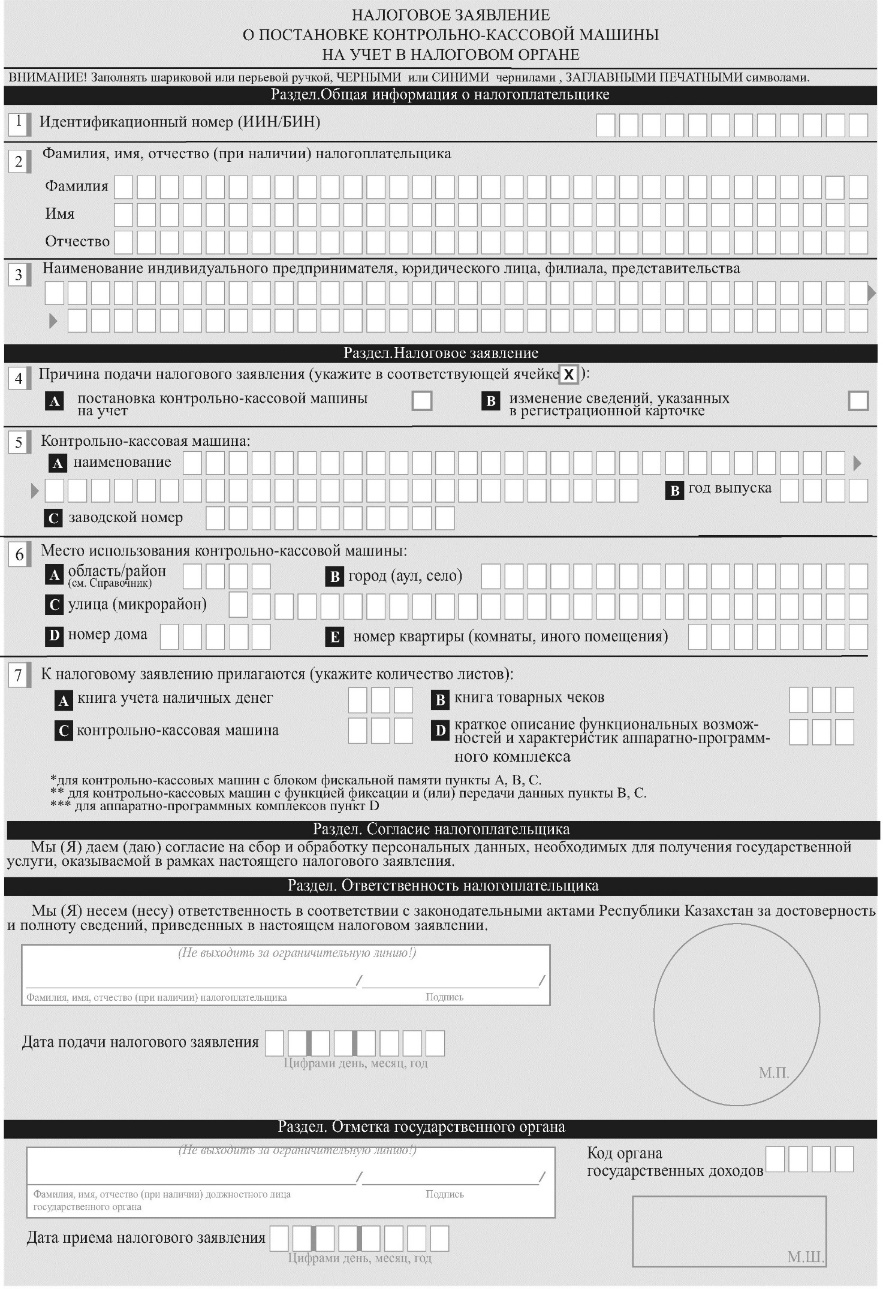 НАЛОГОВОЕ ЗАЯВЛЕНИЕ
О ПОСТАНОВКЕ КОНТРОЛЬНО-КАССОВОЙ МАШИНЫ
НА УЧЕТ В НАЛОГОВОМ ОРГАНЕ
ВНИМАНИЕ! Заполнять шариковой или перьевой ручкой, ЧЕРНЫМИ или СИНИМИ чернилами , ЗАГЛАВНЫМИ ПЕЧАТНЫМИ символами.
Раздел.Общая информация о налогоплательщике
1 Идентификационный номер (ИИН/БИН)
2 Фамилия, имя, отчество (при наличии) налогоплательщика
Фамилия
Имя
Отчество
3 Наименование индивидуального предпринимателя, юридического лица, филиала, представительства
Раздел.Налоговое заявление
4 Причина подачи налогового заявления (укажите в соответствующей ячейке X ):
A постановка контрольно-кассовой машины
на учет
B изменение сведений, указанных
в регистрационной карточке
5 Контрольно-кассовая машина:
A наименование
B год выпуска
C заводской номер
6 Место использования контрольно-кассовой машины:
A область/район
(см. Справочник)
B город (аул, село)
C улица (микрорайон)
D номер дома
E номер квартиры (комнаты, иного помещения)
7 К налоговому заявлению прилагаются (укажите количество листов):
A книга учета наличных денег
B книга товарных чеков
C контрольно-кассовая машина
D краткое описание функциональных возмож-
ностей и характеристик аппаратно-программ-
ного комплекса
*для контрольно-кассовых машин с блоком фискальной памяти пункты A, B, C.
** для контрольно-кассовых машин с функцией фиксации и (или) передачи данных пункты B, C.
*** для аппаратно-программных комплексов пункт D
Раздел. Согласие налогоплательщика
Мы (Я) даем (даю) согласие на сбор и обработку персональных данных, необходимых для получения государственной
услуги, оказываемой в рамках настоящего налогового заявления.
Раздел. Ответственность налогоплательщика
Мы (Я) несем (несу) ответственность в соответствии с законодательными актами Республики Казахстан за достоверность
и полноту сведений, приведенных в настоящем налоговом заявлении.
(Не выходить за ограничительную линию!)
/ /
Фамилия, имя, отчество (при наличии) налогоплательщика Подпись
Дата подачи налогового заявления
Цифрами день, месяц, год
М.П.
Раздел. Отметка государственного органа
(Не выходить за ограничительную линию!)
/ /
Фамилия, имя, отчество (при наличии) должностного лица Подпись
государственного органа
Код органа
государственных доходов
Дата приема налогового заявления
Цифрами день, месяц, год
М.Ш.